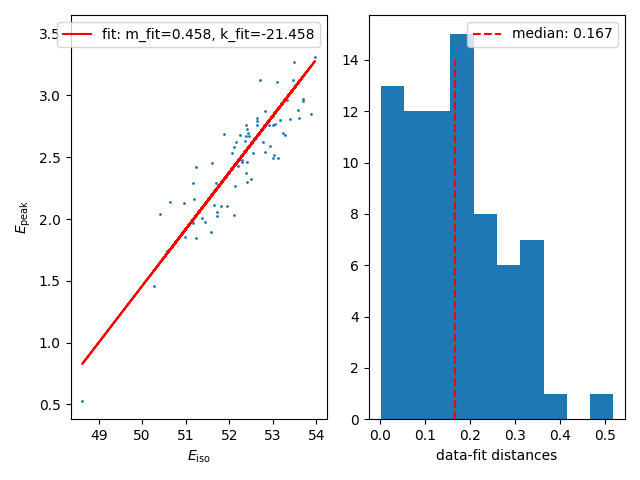 fit: m_fit=0.458, k_fit=-21.458
3.5
3.0
2.5
2.0
1.5
1.0
0.5
E_peak
49 50 51 52 53 54
E_iso
median: 0.167
14
12
10
8
6
4
2
0
0.0 0.1 0.2 0.3 0.4 0.5
data-fit distances